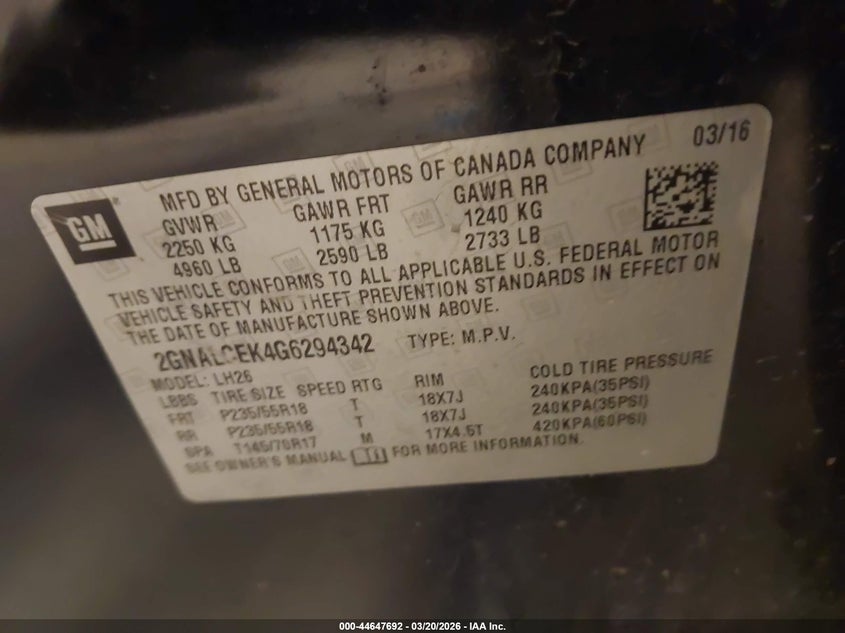 GM
®
MFD BY GENERAL MOTORS OF CANADA COMPANY 03/16
GVWR GAWR FRT GAWR RR
2250 KG 1175 KG 1240 KG
4960 LB 2590 LB 2733 LB
THIS VEHICLE CONFORMS TO ALL APPLICABLE U.S. FEDERAL MOTOR
VEHICLE SAFETY AND THEFT PREVENTION STANDARDS IN EFFECT ON
THE DATE OF MANUFACTURE SHOWN ABOVE.
2GNALCEK4G6294342 TYPE: M.P.V.
MODEL: LH26
LBBS TIRE SIZE SPEED RTG RIM COLD TIRE PRESSURE
FRT P235/55R18 T 18X7J 240KPA(35PSI)
RR P235/55R18 T 18X7J 240KPA(35PSI)
SPA T145/70R17 M 17X4.5T 420KPA(60PSI)
SEE OWNER'S MANUAL FOR MORE INFORMATION.
000-44647692 - 03/20/2026 - IAA Inc.